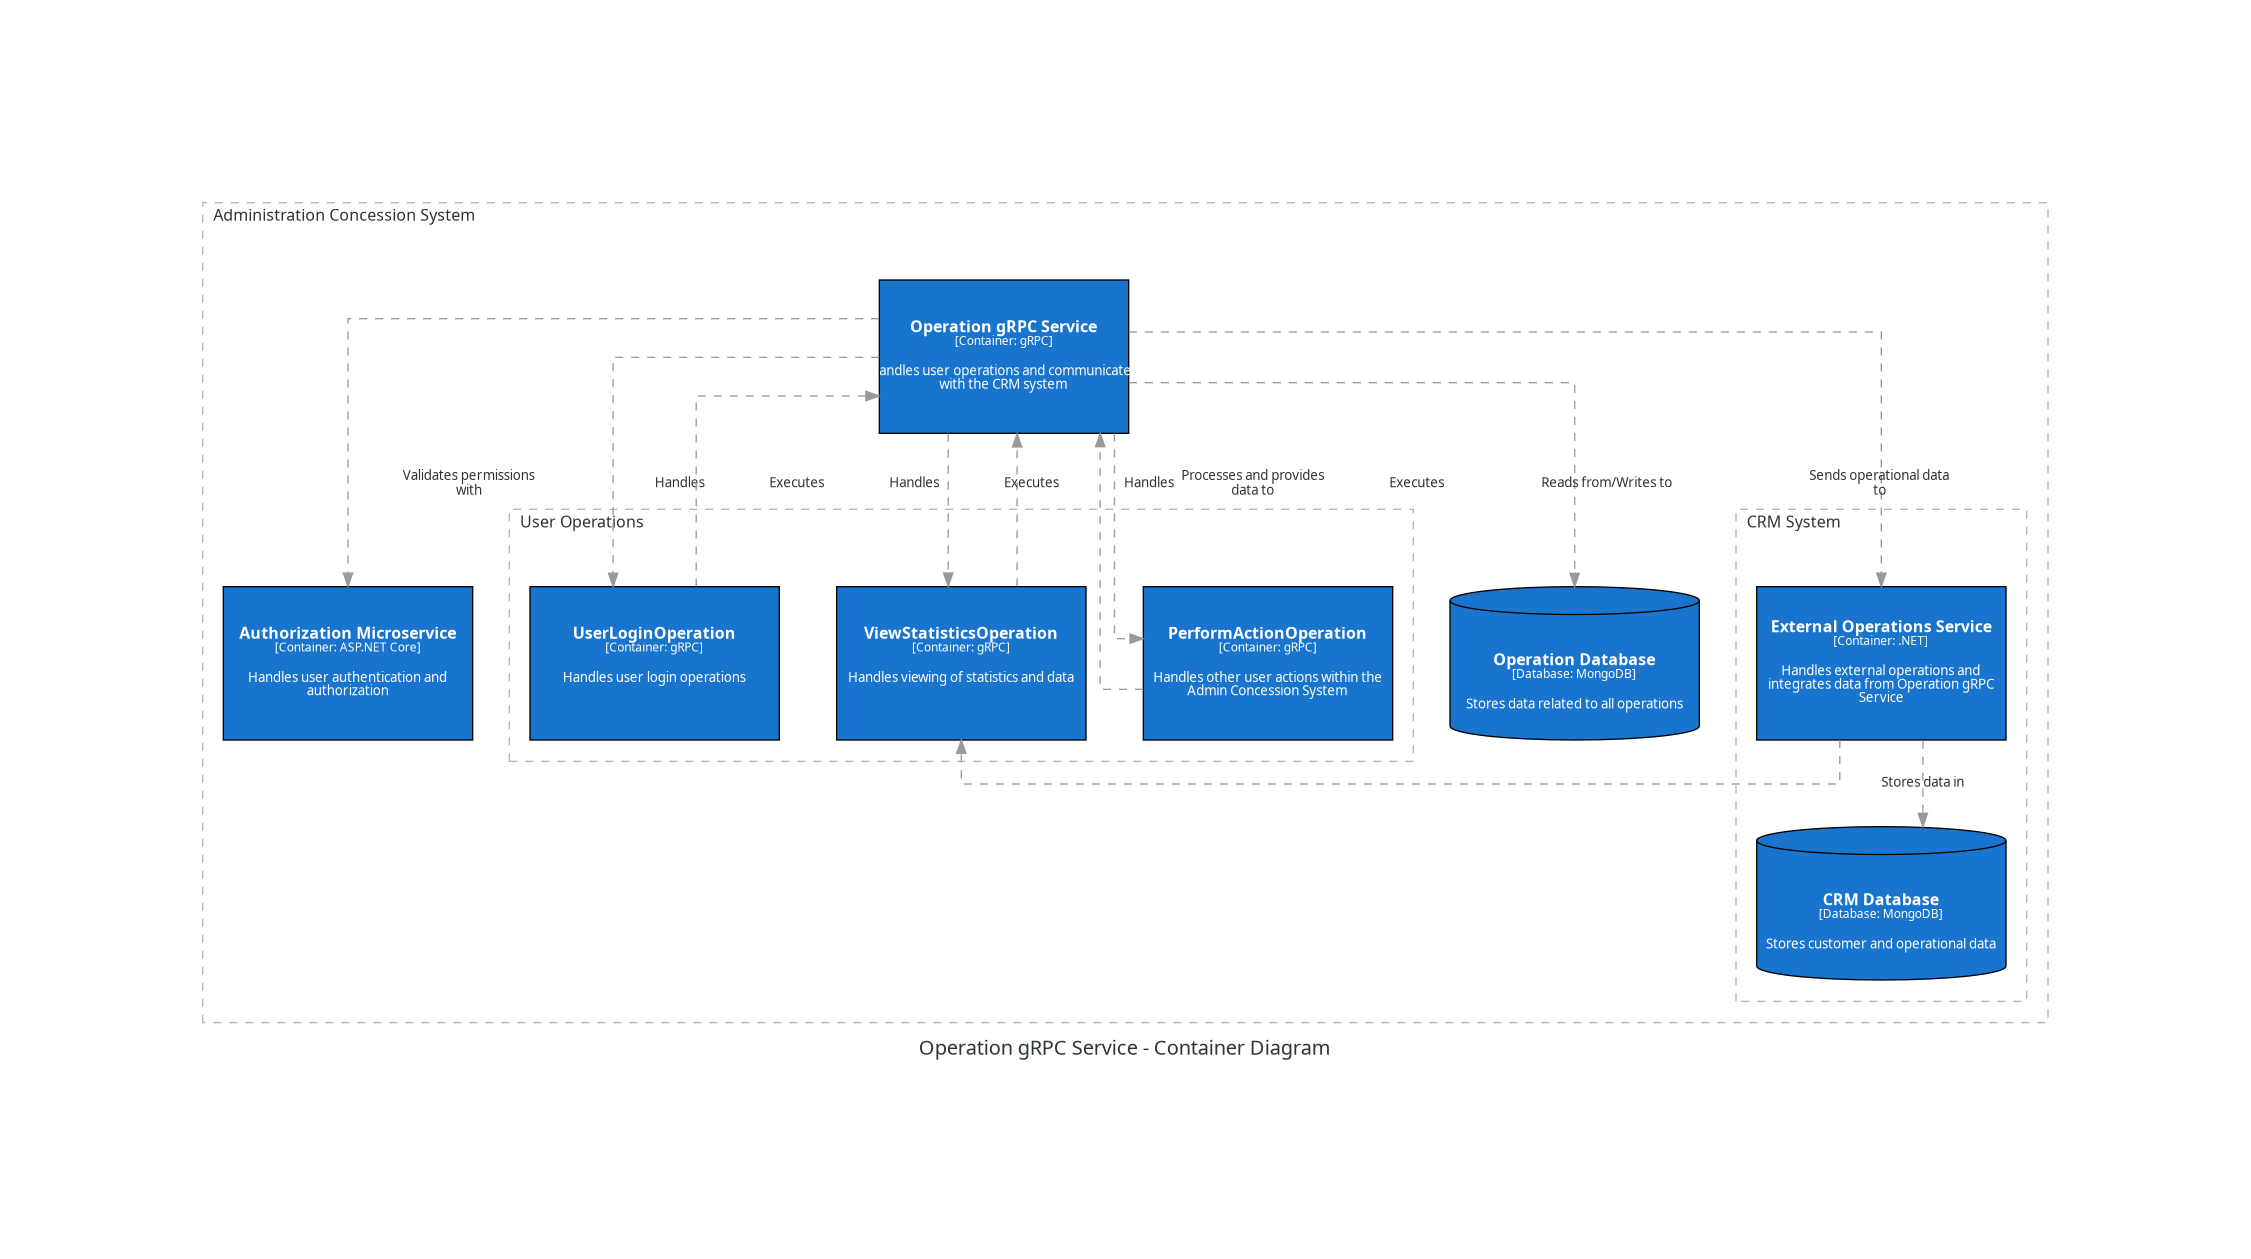 Administration Concession System
Operation gRPC Service
[Container: gRPC]
andles user operations and communicate
with the CRM system
Validates permissions
with
Handles
Executes
Handles
Executes
Handles
Processes and provides
data to
Executes
Reads from/Writes to
Sends operational data
to
User Operations
CRM System
Authorization Microservice
[Container: ASP.NET Core]
Handles user authentication and
authorization
UserLoginOperation
[Container: gRPC]
Handles user login operations
ViewStatisticsOperation
[Container: gRPC]
Handles viewing of statistics and data
PerformActionOperation
[Container: gRPC]
Handles other user actions within the
Admin Concession System
Operation Database
[Database: MongoDB]
Stores data related to all operations
External Operations Service
[Container: .NET]
Handles external operations and
integrates data from Operation gRPC
Service
Stores data in
CRM Database
[Database: MongoDB]
Stores customer and operational data
Operation gRPC Service - Container Diagram